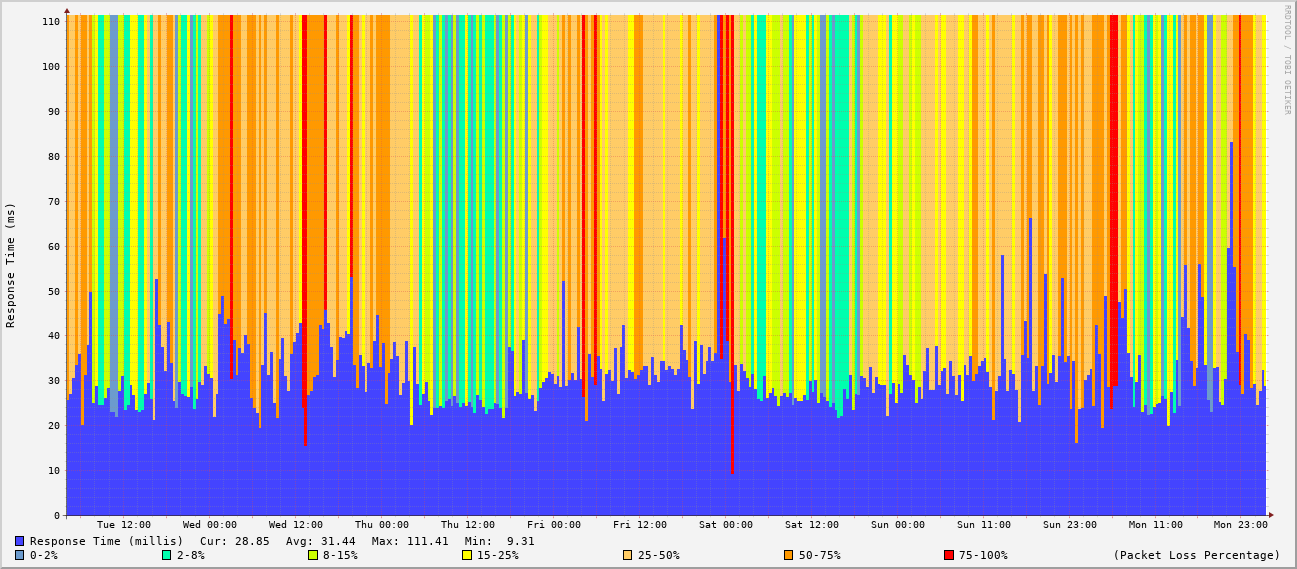 RRDTOOL / TOBI OETIKER
Response Time (ms)
110
100
90
80
70
60
50
40
30
20
10
0
Tue 12:00 Wed 00:00 Wed 12:00 Thu 00:00 Thu 12:00 Fri 00:00 Fri 12:00 Sat 00:00 Sat 12:00 Sun 00:00 Sun 11:00 Sun 23:00 Mon 11:00 Mon 23:00
Response Time (millis) Cur: 28.85 Avg: 31.44 Max: 111.41 Min: 9.31
0-2% 2-8% 8-15% 15-25% 25-50% 50-75% 75-100% (Packet Loss Percentage)